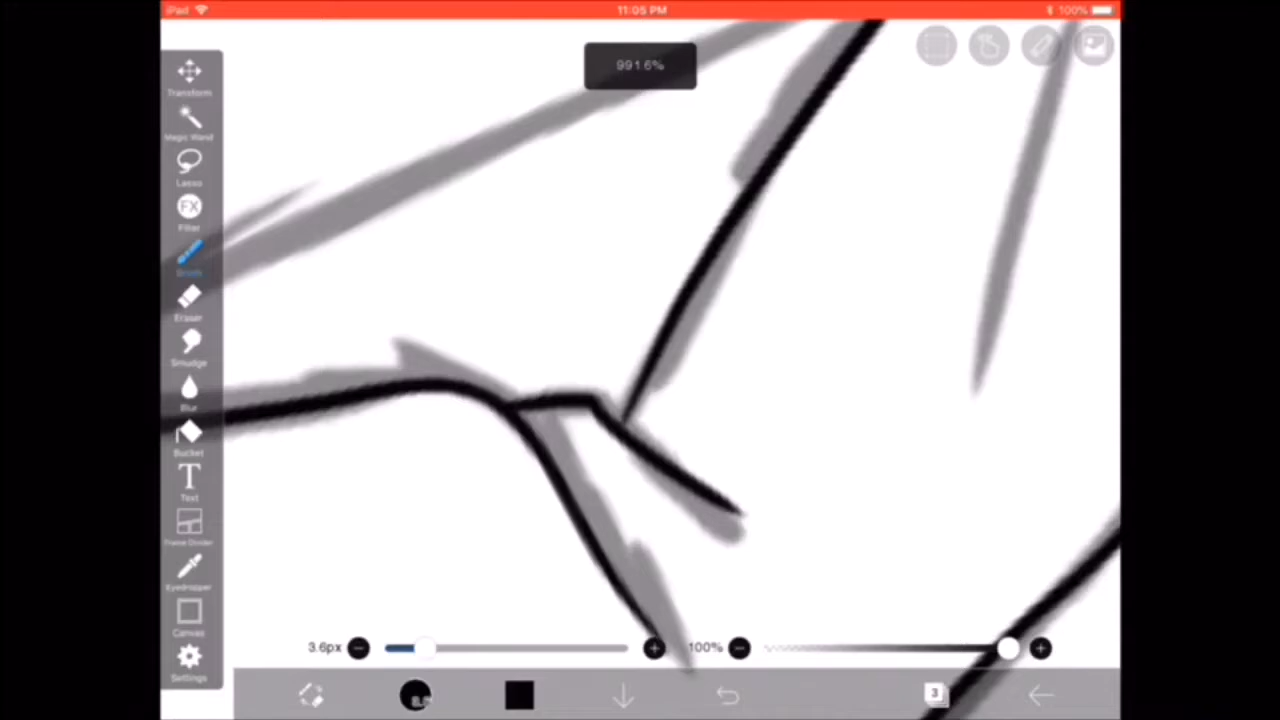 iPad 11:05 PM 100%
991.6%
Transform
Magic Wand
Lasso
FX
Filter
Brush
Eraser
Smudge
Blur
Bucket
T
Text
Frame Divider
Eyedropper
Canvas
Settings
3.6px 100%
3